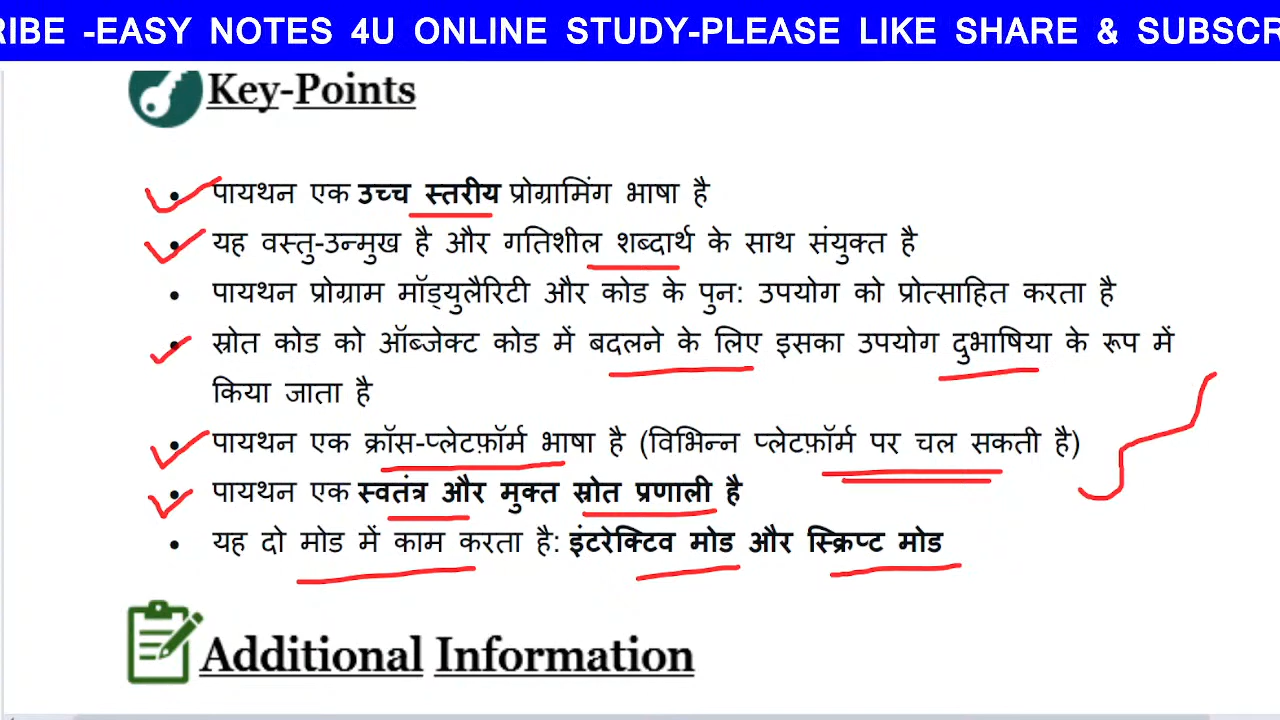 RIBE -EASY NOTES 4U ONLINE STUDY-PLEASE LIKE SHARE & SUBSCR
Key-Points
• पायथन एक उच्च स्तरीय प्रोग्रामिंग भाषा है
• यह वस्तु-उन्मुख है और गतिशील शब्दार्थ के साथ संयुक्त है
• पायथन प्रोग्राम मॉड्युलैरिटी और कोड के पुन: उपयोग को प्रोत्साहित करता है
• स्रोत कोड को ऑब्जेक्ट कोड में बदलने के लिए इसका उपयोग दुभाषिया के रूप में
किया जाता है
• पायथन एक क्रॉस-प्लेटफ़ॉर्म भाषा है (विभिन्न प्लेटफ़ॉर्म पर चल सकती है)
• पायथन एक स्वतंत्र और मुक्त स्रोत प्रणाली है
• यह दो मोड में काम करता है: इंटरेक्टिव मोड और स्क्रिप्ट मोड
Additional Information